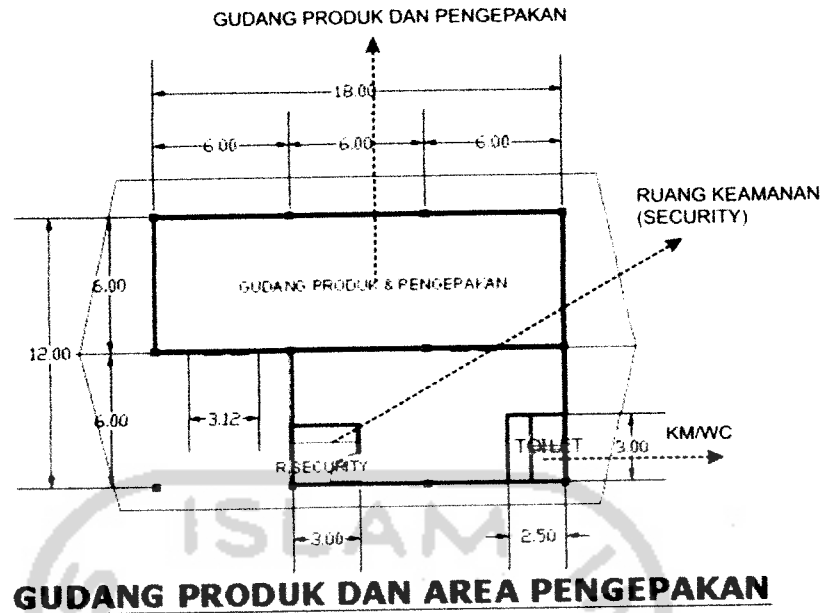 GUDANG PRODUK DAN PENGEPAKAN
18.00
6.00 6.00 6.00
RUANG KEAMANAN
(SECURITY)
6.00
GUDANG PRODUK & PENGEPAKAN
12.00
6.00
3.12
R.SECURITY
TOILET
3.00
KM/WC
3.00
2.50
ISLAM
GUDANG PRODUK DAN AREA PENGEPAKAN